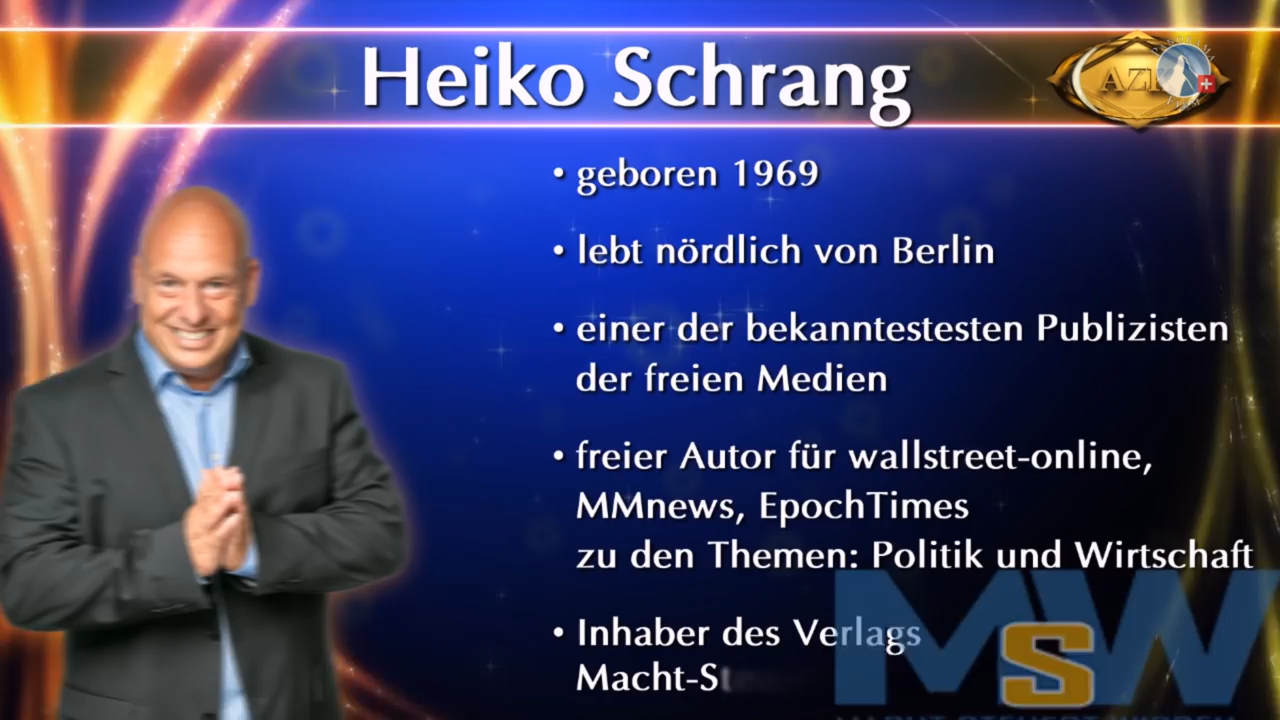 Heiko Schrang
• geboren 1969
• lebt nördlich von Berlin
• einer der bekanntestesten Publizisten
der freien Medien
• freier Autor für wallstreet-online,
MMnews, EpochTimes
zu den Themen: Politik und Wirtschaft
• Inhaber des Verlags
Macht-St
MSW